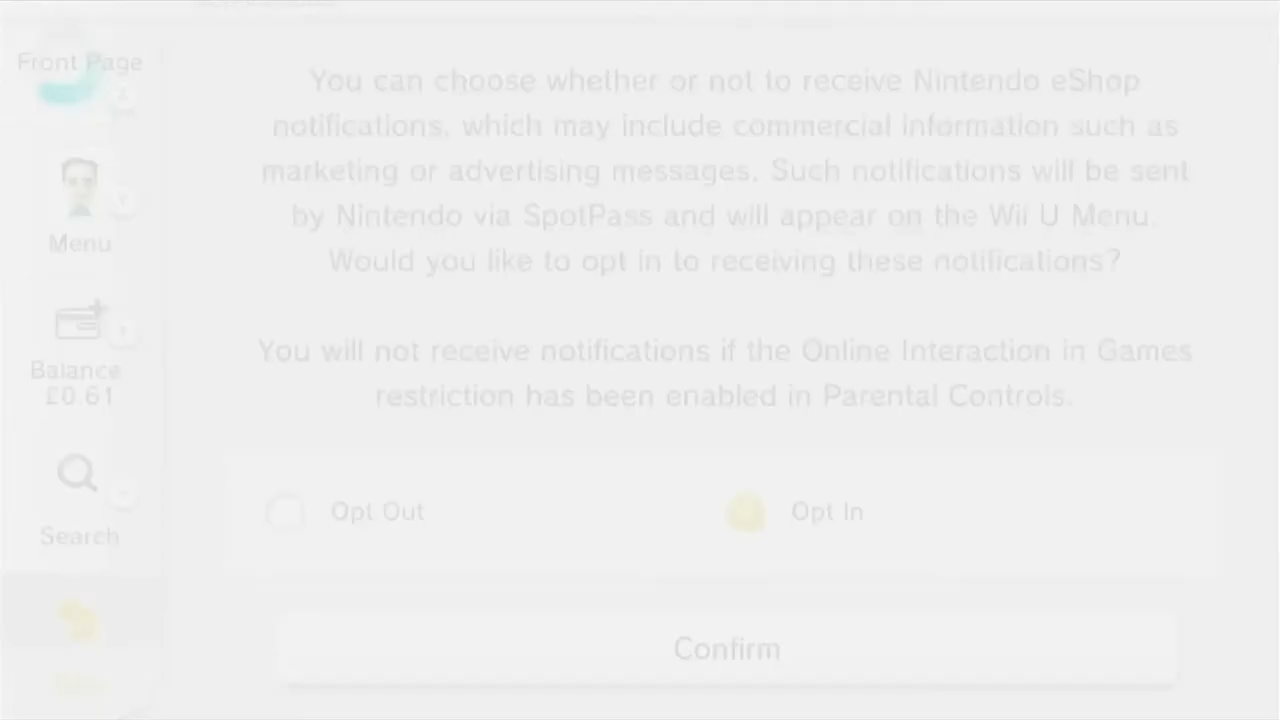 Front Page
Menu
Balance
£0.61
Search
You can choose whether or not to receive Nintendo eShop
notifications, which may include commercial information such as
marketing or advertising messages. Such notifications will be sent
by Nintendo via SpotPass and will appear on the Wii U Menu.
Would you like to opt in to receiving these notifications?
You will not receive notifications if the Online Interaction in Games
restriction has been enabled in Parental Controls.
Opt Out
Opt In
Confirm